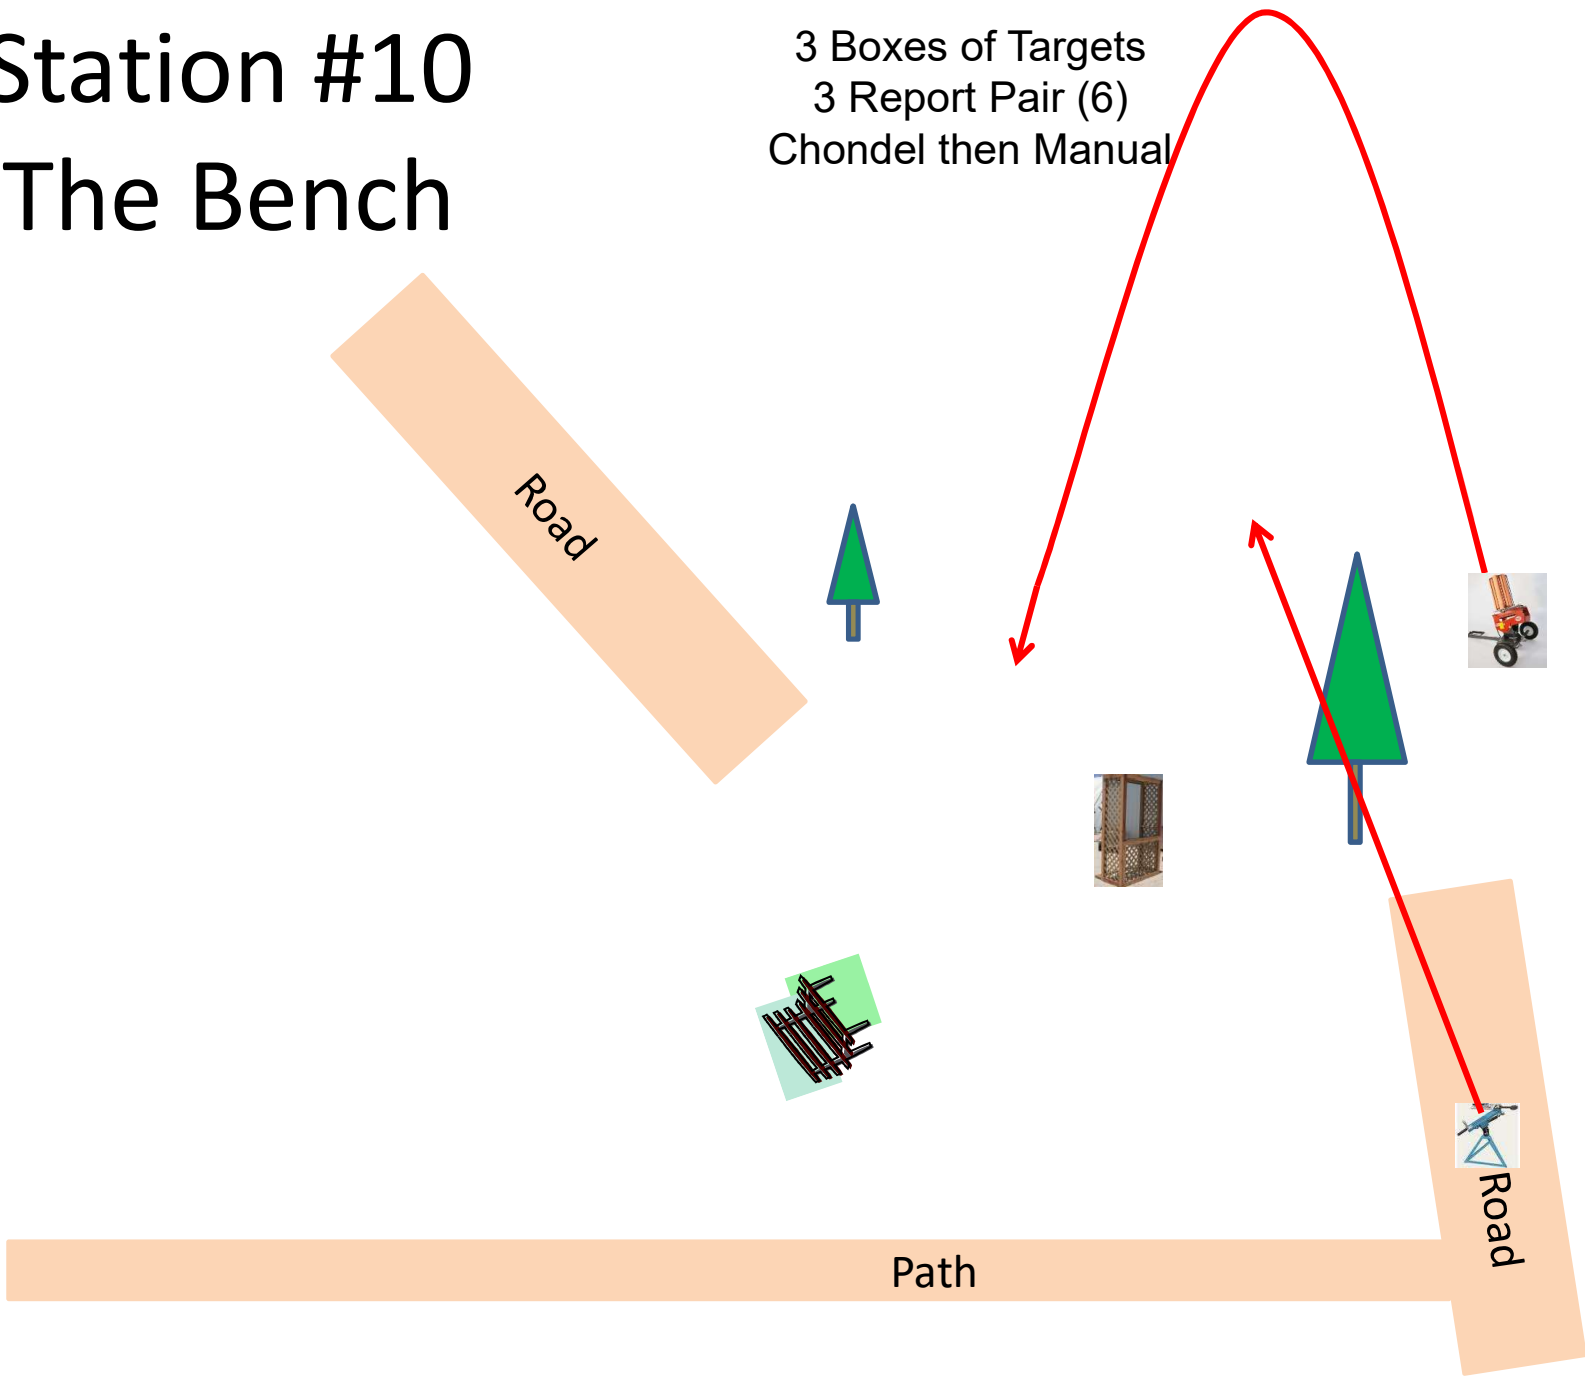 Station #10
The Bench
3 Boxes of Targets
3 Report Pair (6)
Chondel then Manual
Road
Road
Path